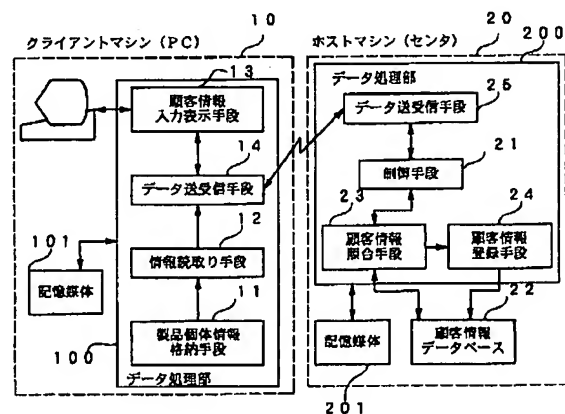 クライアントマシン(PC)
10
ホストマシン(センタ)
20
200
データ処理部
13
顧客情報
入力表示手段
14
データ送受信手段
12
情報読取り手段
11
製品個体情報
格納手段
101
記憶媒体
100
データ処理部
データ送受信手段
25
制御手段
21
23
顧客情報
照合手段
24
顧客情報
登録手段
記憶媒体
201
顧客情報
データベース
22